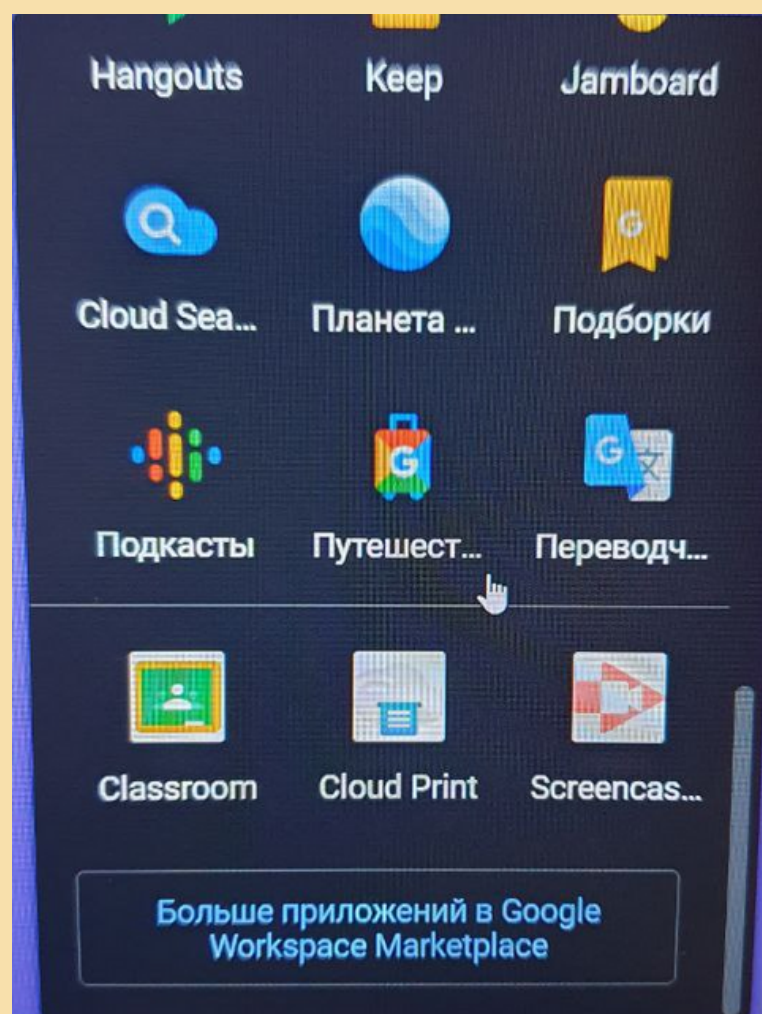 Hangouts Keep Jamboard
Cloud Sea... Планета ... Подборки
G
G
G 文
Подкасты Путешест... Переводч...
Classroom Cloud Print Screencas...
Больше приложений в Google
Workspace Marketplace